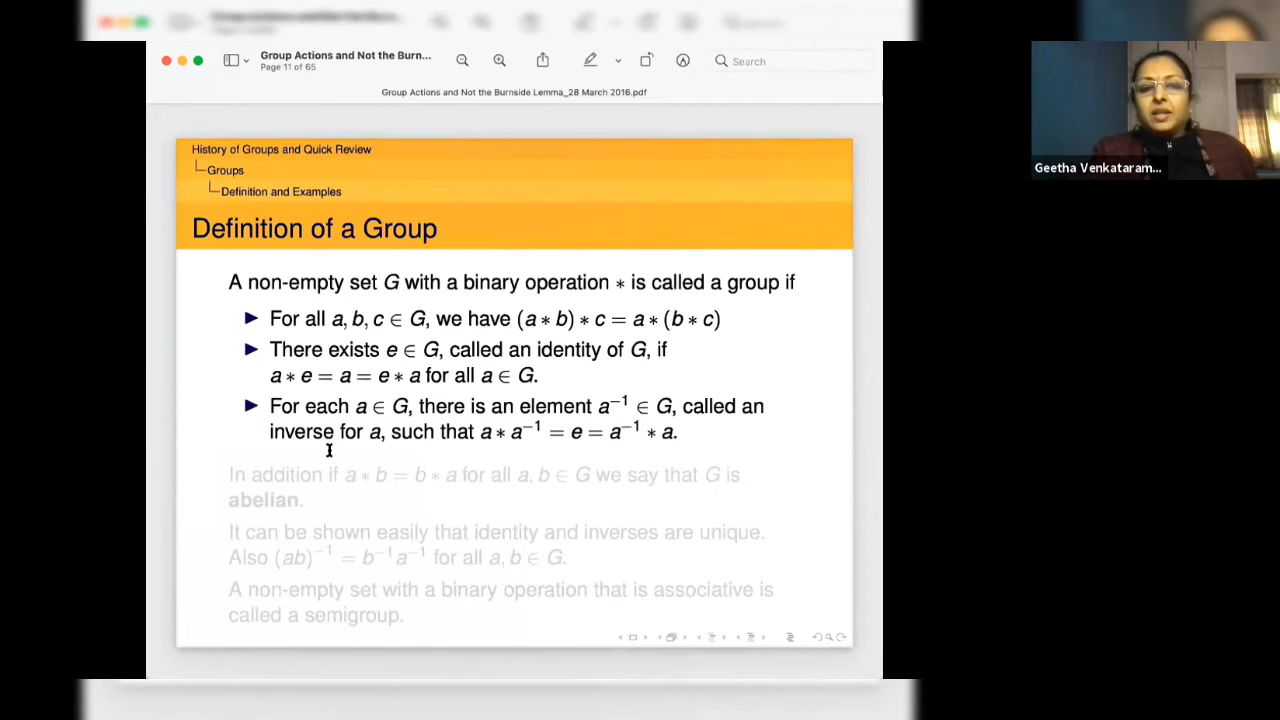 Group Actions and Not the Burn...
Page 11 of 65
Search
Group Actions and Not the Burnside Lemma_28 March 2016.pdf
Geetha Venkataram...
History of Groups and Quick Review
Groups
Definition and Examples
Definition of a Group
A non-empty set G with a binary operation ∗ is called a group if
▶ For all a, b, c ∈ G, we have (a ∗ b) ∗ c = a ∗ (b ∗ c)
▶ There exists e ∈ G, called an identity of G, if
a ∗ e = a = e ∗ a for all a ∈ G.
▶ For each a ∈ G, there is an element a⁻¹ ∈ G, called an
inverse for a, such that a ∗ a⁻¹ = e = a⁻¹ ∗ a.
In addition if a ∗ b = b ∗ a for all a, b ∈ G we say that G is
abelian.
It can be shown easily that identity and inverses are unique.
Also (ab)⁻¹ = b⁻¹a⁻¹ for all a, b ∈ G.
A non-empty set with a binary operation that is associative is
called a semigroup.